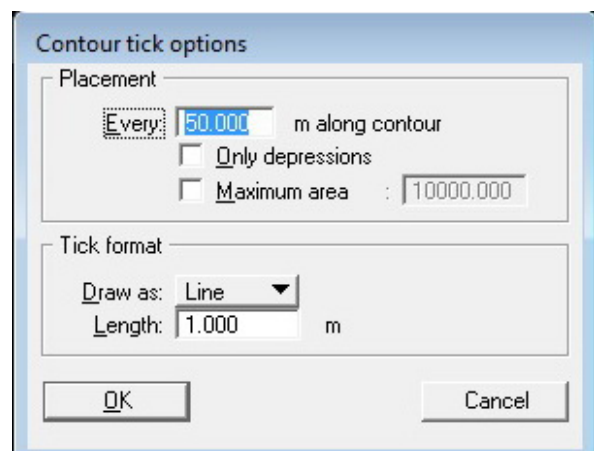 Contour tick options
Placement
Every: 50.000 m along contour
Only depressions
Maximum area : 10000.000
Tick format
Draw as: Line
Length: 1.000 m
OK Cancel